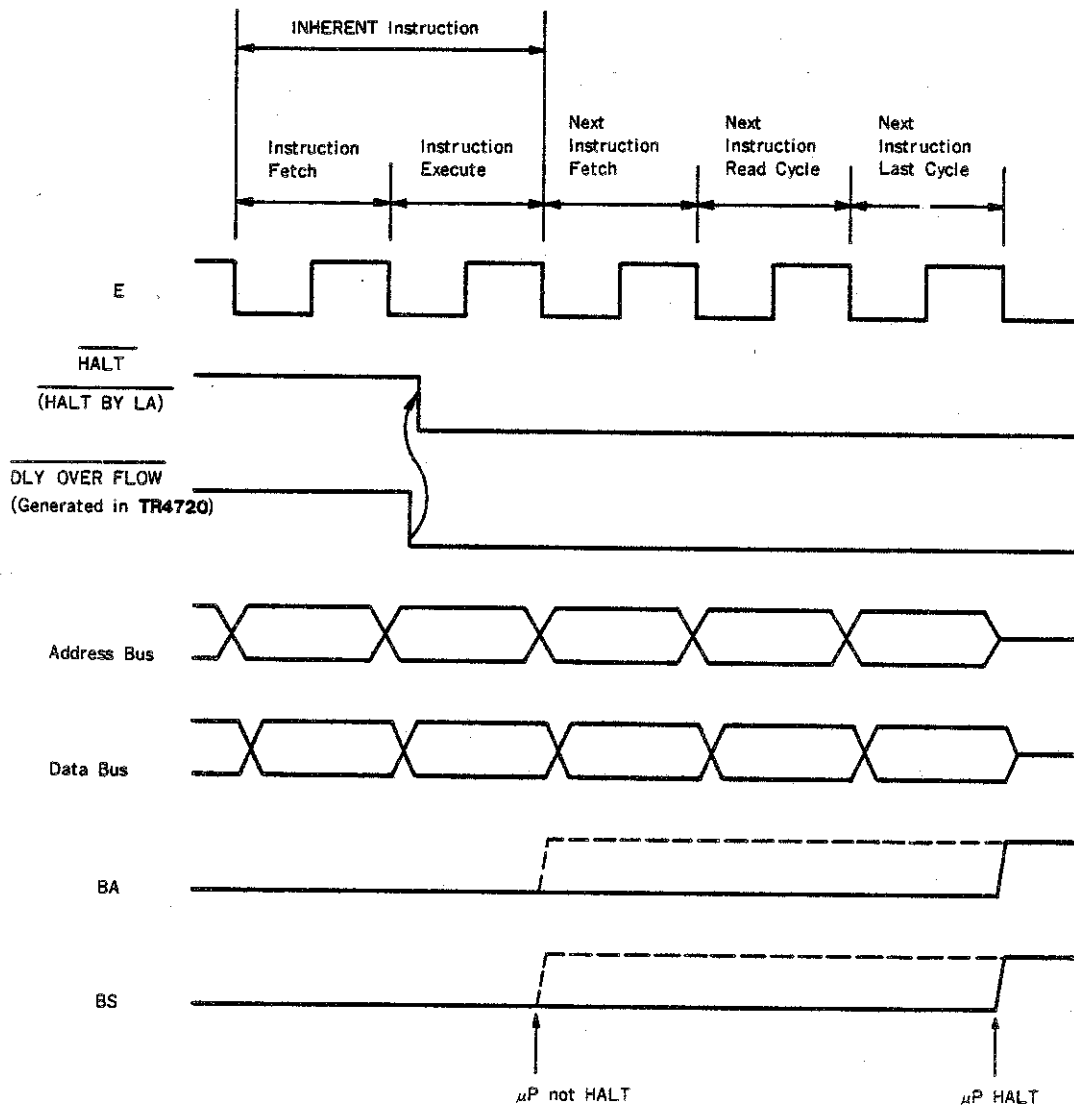 INHERENT Instruction
Instruction
Fetch
Instruction
Execute
Next
Instruction
Fetch
Next
Instruction
Read Cycle
Next
Instruction
Last Cycle
E
HALT
(HALT BY LA)
DLY OVER FLOW
(Generated in TR4720)
Address Bus
Data Bus
BA
BS
μP not HALT
μP HALT